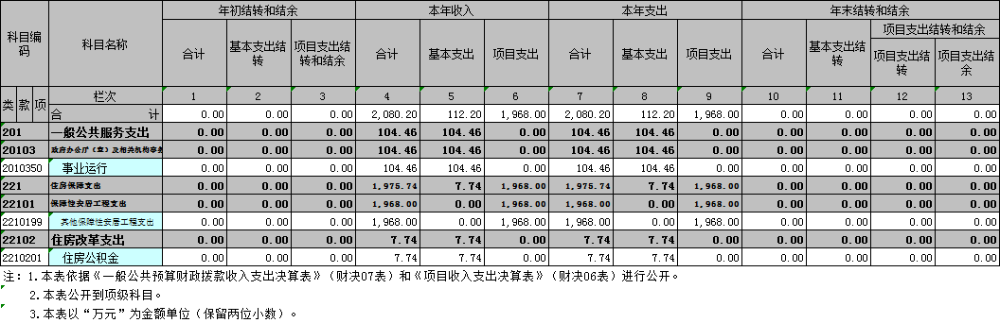 科目编码 科目名称 年初结转和结余 本年收入 本年支出 年末结转和结余
合计 基本支出结转 项目支出结转和结余 合计 基本支出 项目支出 合计 基本支出 项目支出 合计 基本支出结转 项目支出结转和结余
项目支出结转 项目支出结余
类 款 项 栏次 1 2 3 4 5 6 7 8 9 10 11 12 13
合计 0.00 0.00 0.00 2,080.20 112.20 1,968.00 2,080.20 112.20 1,968.00 0.00 0.00 0.00 0.00
201 一般公共服务支出 0.00 0.00 0.00 104.46 104.46 0.00 104.46 104.46 0.00 0.00 0.00 0.00 0.00
20103 政府办公厅（室）及相关机构事务 0.00 0.00 0.00 104.46 104.46 0.00 104.46 104.46 0.00 0.00 0.00 0.00 0.00
2010350 事业运行 0.00 0.00 0.00 104.46 104.46 0.00 104.46 104.46 0.00 0.00 0.00 0.00 0.00
221 住房保障支出 0.00 0.00 0.00 1,975.74 7.74 1,968.00 1,975.74 7.74 1,968.00 0.00 0.00 0.00 0.00
22101 保障性安居工程支出 0.00 0.00 0.00 1,968.00 0.00 1,968.00 1,968.00 0.00 1,968.00 0.00 0.00 0.00 0.00
2210199 其他保障性安居工程支出 0.00 0.00 0.00 1,968.00 0.00 1,968.00 1,968.00 0.00 1,968.00 0.00 0.00 0.00 0.00
22102 住房改革支出 0.00 0.00 0.00 7.74 7.74 0.00 7.74 7.74 0.00 0.00 0.00 0.00 0.00
2210201 住房公积金 0.00 0.00 0.00 7.74 7.74 0.00 7.74 7.74 0.00 0.00 0.00 0.00 0.00
注：1.本表依据《一般公共预算财政拨款收入支出决算表》（财决07表）和《项目收入支出决算表》（财决06表）进行公开。
2.本表公开到项级科目。
3.本表以“万元”为金额单位（保留两位小数）。